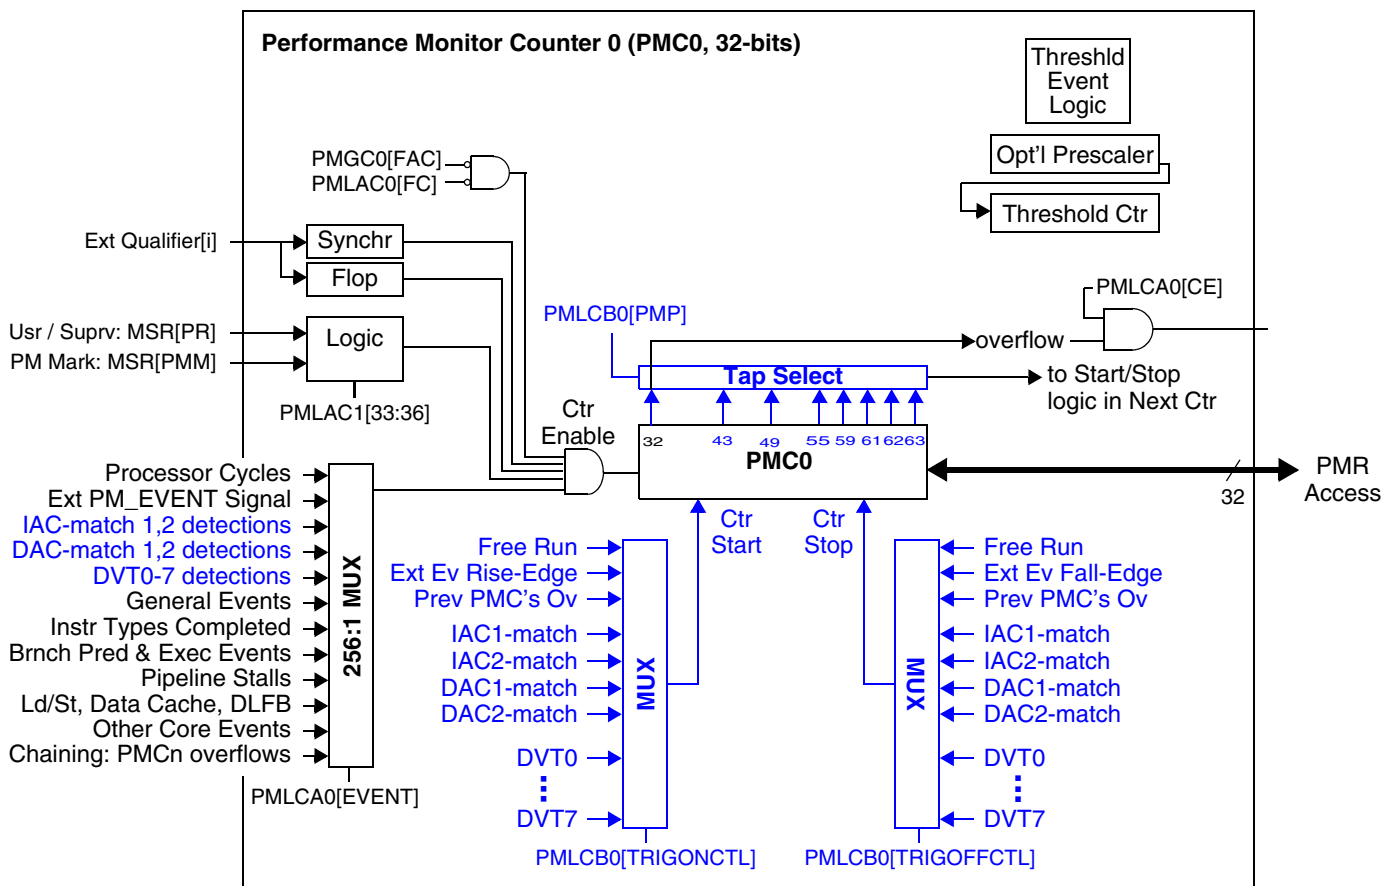 Performance Monitor Counter 0 (PMC0, 32-bits)
Threshld
Event
Logic
Opt'l Prescaler
Threshold Ctr
PMGC0[FAC]
PMLAC0[FC]
Ext Qualifier[i]
Synchr
Flop
Usr / Suprv: MSR[PR]
PM Mark: MSR[PMM]
Logic
PMLAC1[33:36]
PMLCB0[PMP]
PMLCA0[CE]
overflow
Tap Select
to Start/Stop
logic in Next Ctr
Ctr
Enable
32 43 49 55 59 61 62 63
PMC0
32
PMR
Access
Processor Cycles
Ext PM_EVENT Signal
IAC-match 1,2 detections
DAC-match 1,2 detections
DVT0-7 detections
General Events
Instr Types Completed
Brnch Pred & Exec Events
Pipeline Stalls
Ld/St, Data Cache, DLFB
Other Core Events
Chaining: PMCn overflows
256:1 MUX
PMLCA0[EVENT]
Ctr
Start
Ctr
Stop
Free Run
Ext Ev Rise-Edge
Prev PMC's Ov
IAC1-match
IAC2-match
DAC1-match
DAC2-match
DVT0
DVT7
MUX
PMLCB0[TRIGONCTL]
Free Run
Ext Ev Fall-Edge
Prev PMC's Ov
IAC1-match
IAC2-match
DAC1-match
DAC2-match
DVT0
DVT7
MUX
PMLCB0[TRIGOFFCTL]